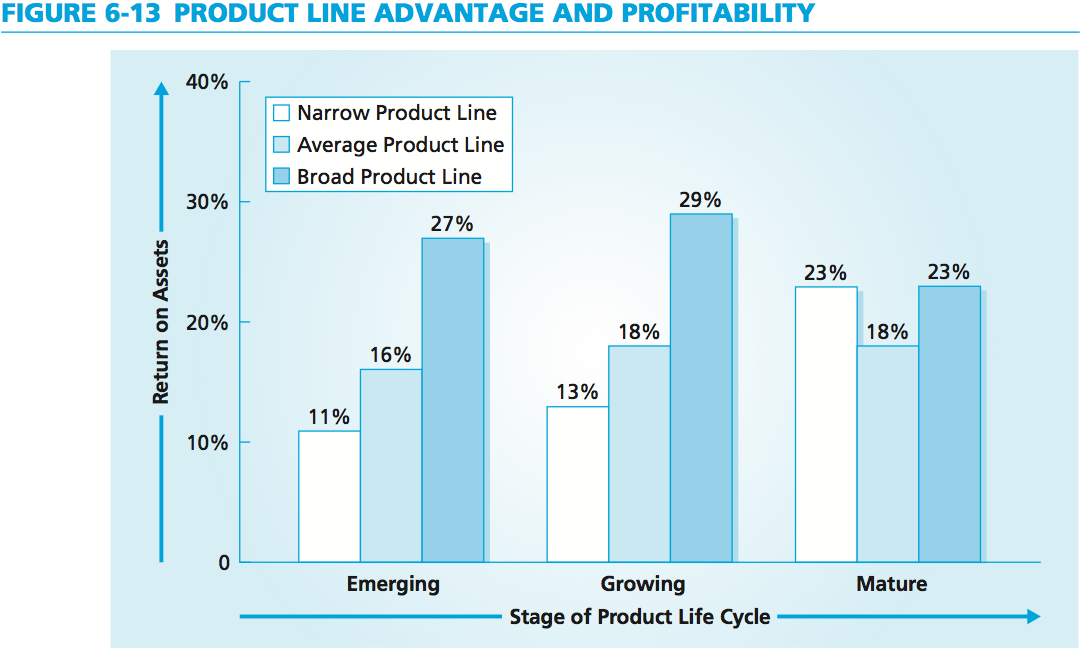 FIGURE 6-13 PRODUCT LINE ADVANTAGE AND PROFITABILITY
40%
30%
20%
10%
0
Return on Assets
Narrow Product Line
Average Product Line
Broad Product Line
11%
16%
27%
13%
18%
29%
23%
18%
23%
Emerging
Growing
Mature
Stage of Product Life Cycle